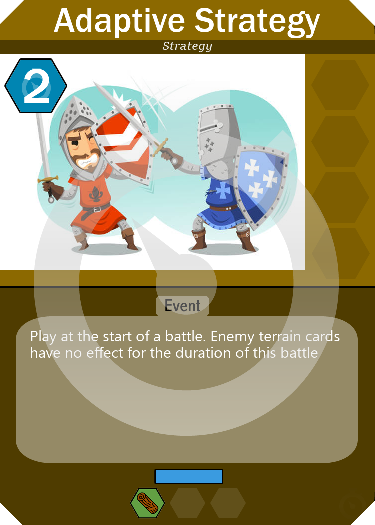 Adaptive Strategy
Strategy
2
Event
Play at the start of a battle. Enemy terrain cards
have no effect for the duration of this battle